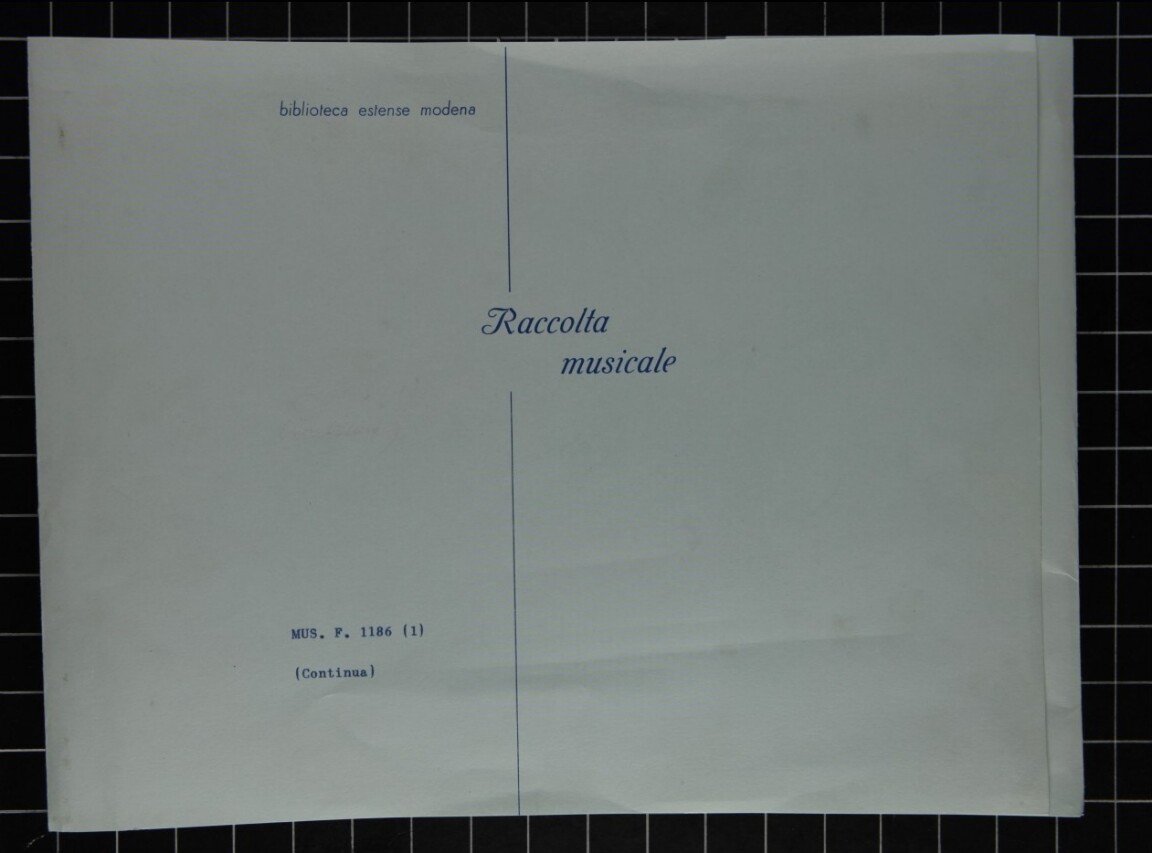 biblioteca estense modena
Raccolta
musicale
MUS. F. 1186 (1)
(Continua)